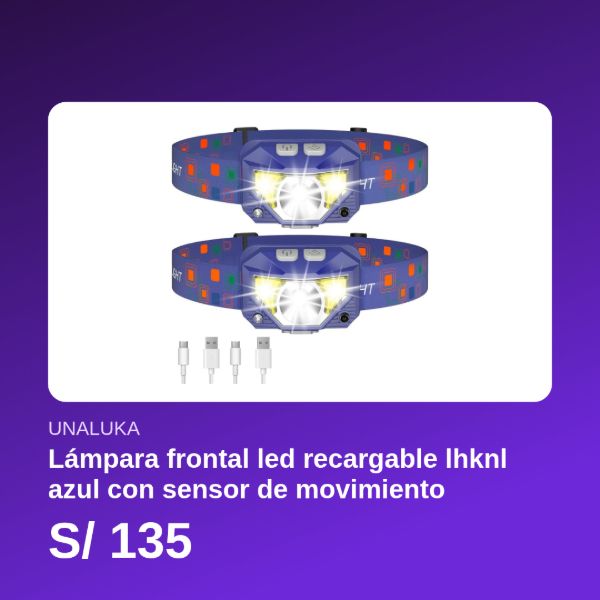 UNALUKA
Lámpara frontal led recargable lhknl
azul con sensor de movimiento
S/ 135